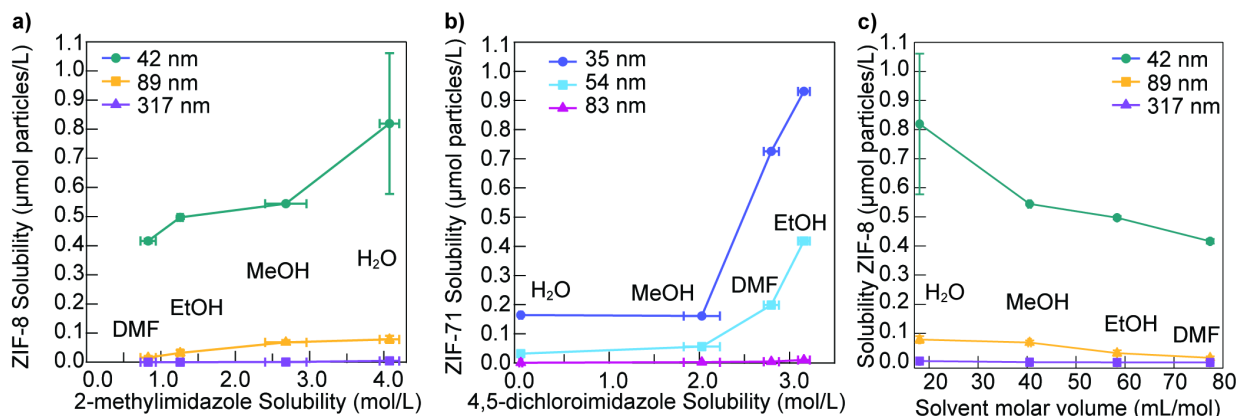 a)
ZIF-8 Solubility (µmol particles/L)
1.1
1.0
0.9
0.8
0.7
0.6
0.5
0.4
0.3
0.2
0.1
0.0
42 nm
89 nm
317 nm
DMF
EtOH
MeOH
H₂O
0.0 1.0 2.0 3.0 4.0
2-methylimidazole Solubility (mol/L)
b)
ZIF-71 Solubility (µmol particles/L)
1.1
1.0
0.9
0.8
0.7
0.6
0.5
0.4
0.3
0.2
0.1
0.0
35 nm
54 nm
83 nm
H₂O
MeOH
DMF
EtOH
0.0 1.0 2.0 3.0
4,5-dichloroimidazole Solubility (mol/L)
c)
Solubility ZIF-8 (µmol particles/L)
1.1
1.0
0.9
0.8
0.7
0.6
0.5
0.4
0.3
0.2
0.1
0.0
42 nm
89 nm
317 nm
H₂O
MeOH
EtOH
DMF
20 30 40 50 60 70 80
Solvent molar volume (mL/mol)